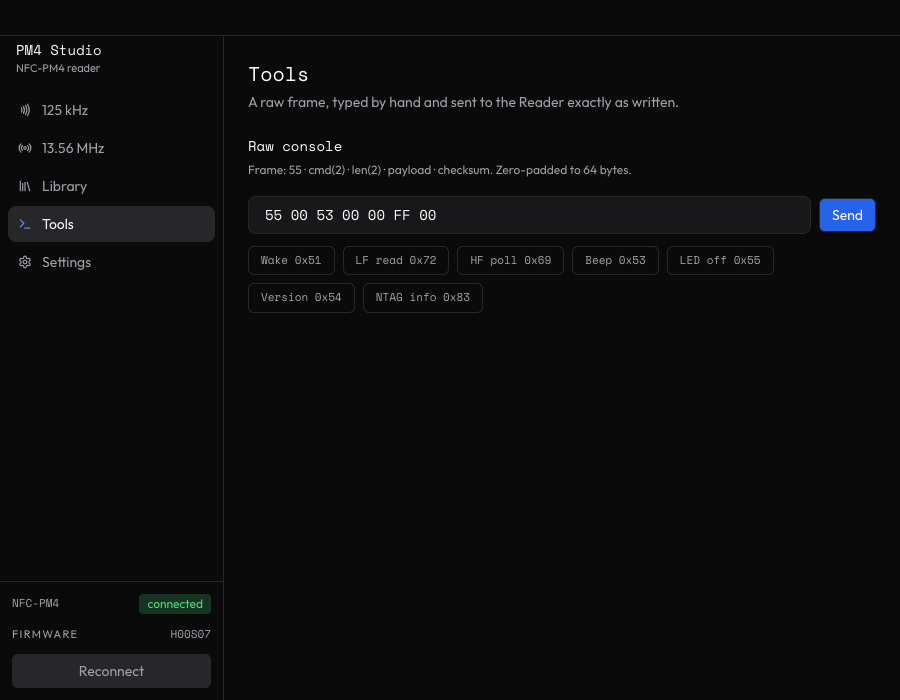 PM4 Studio
NFC-PM4 reader
125 kHz
13.56 MHz
Library
Tools
Settings
NFC-PM4 connected
FIRMWARE H00S07
Reconnect
Tools
A raw frame, typed by hand and sent to the Reader exactly as written.
Raw console
Frame: 55 · cmd(2) · len(2) · payload · checksum. Zero-padded to 64 bytes.
55 00 53 00 00 FF 00 Send
Wake 0x51 LF read 0x72 HF poll 0x69 Beep 0x53 LED off 0x55
Version 0x54 NTAG info 0x83